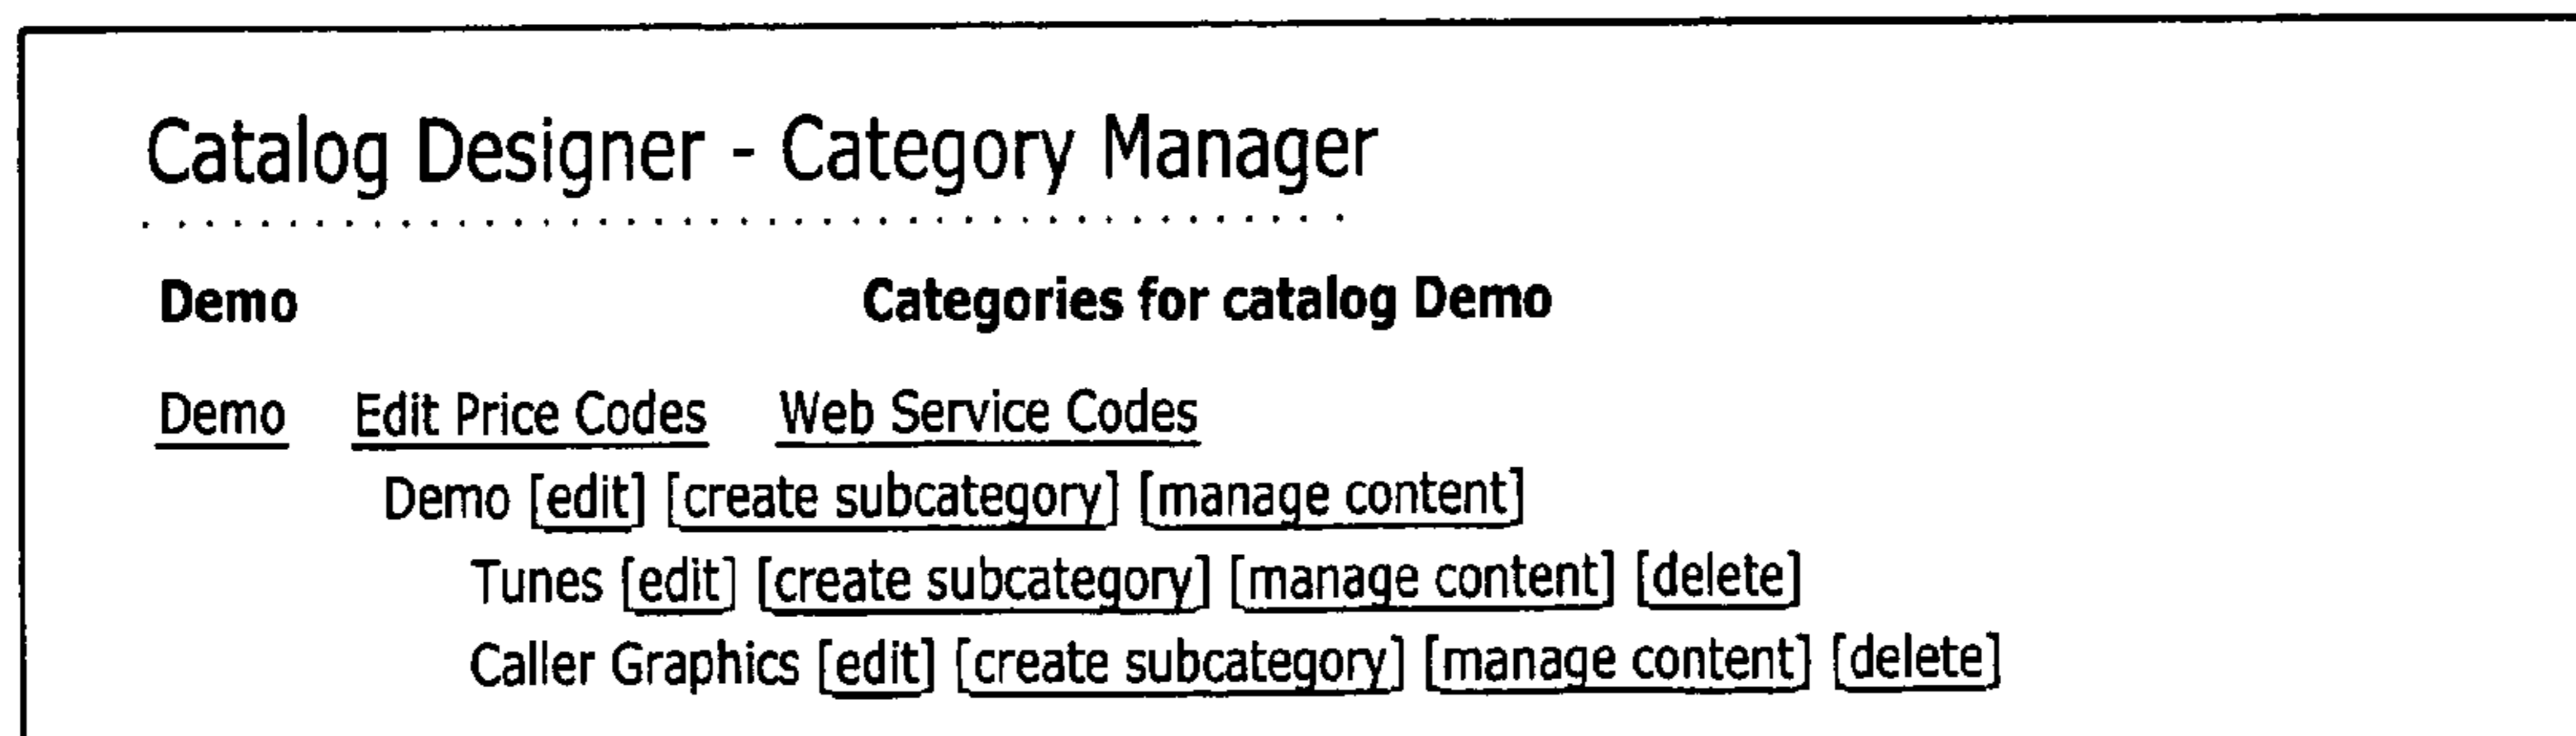 Catalog Designer - Category Manager
Demo Categories for catalog Demo
Demo Edit Price Codes Web Service Codes
Demo [edit] [create subcategory] [manage content]
Tunes [edit] [create subcategory] [manage content] [delete]
Caller Graphics [edit] [create subcategory] [manage content] [delete]